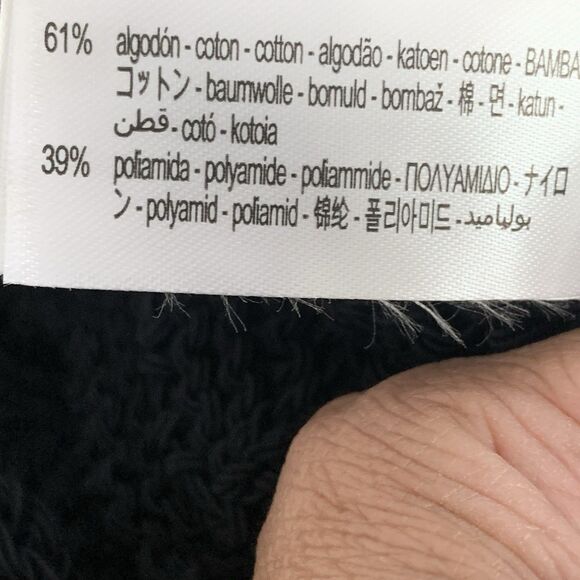 61% algodón - coton - cotton - algodão - katoen - cotone - BAMBA
コットン - baumwolle - bomuld - bombaž - 棉 - 면 - katun -
قطن - cotó - kotoia
39% poliamida - polyamide - poliammide - ΠΟΛΥΑΜΙΔΙΟ - ナイロ
ン - polyamid - poliamid - 锦纶 - 폴리아미드 - بولياميد